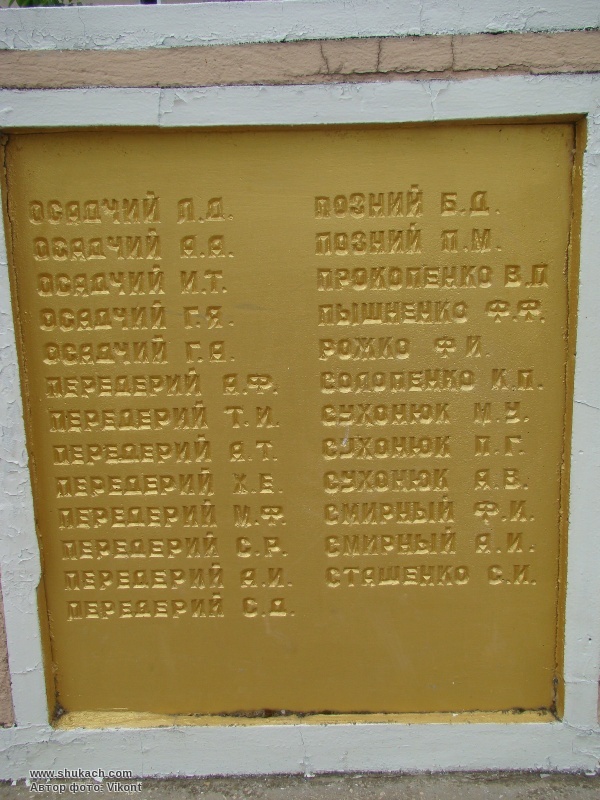 ОСАДЧИЙ Л.Д.
ОСАДЧИЙ А.А.
ОСАДЧИЙ И.Т.
ОСАДЧИЙ Г.Я.
ОСАДЧИЙ Г.А.
ПЕРЕДЕРИЙ А.Ф.
ПЕРЕДЕРИЙ Т.И.
ПЕРЕДЕРИЙ А.Т.
ПЕРЕДЕРИЙ Х.Е.
ПЕРЕДЕРИЙ М.Ф.
ПЕРЕДЕРИЙ С.Р.
ПЕРЕДЕРИЙ А.И.
ПЕРЕДЕРИЙ С.Д.
ПОЗНИЙ Б.Д.
ПОЗНИЙ П.М.
ПРОКОПЕНКО В.П
ПЫШНЕНКО Ф.Ф.
РОЖКО Ф.И.
СОЛОПЕНКО К.П.
СУХОНЮК М.У.
СУХОНЮК П.Г.
СУХОНЮК А.В.
СМИРНЫЙ Ф.И.
СМИРНЫЙ А.И.
СТАШЕНКО С.И.
www.shukach.com
Автор фото: Vikont